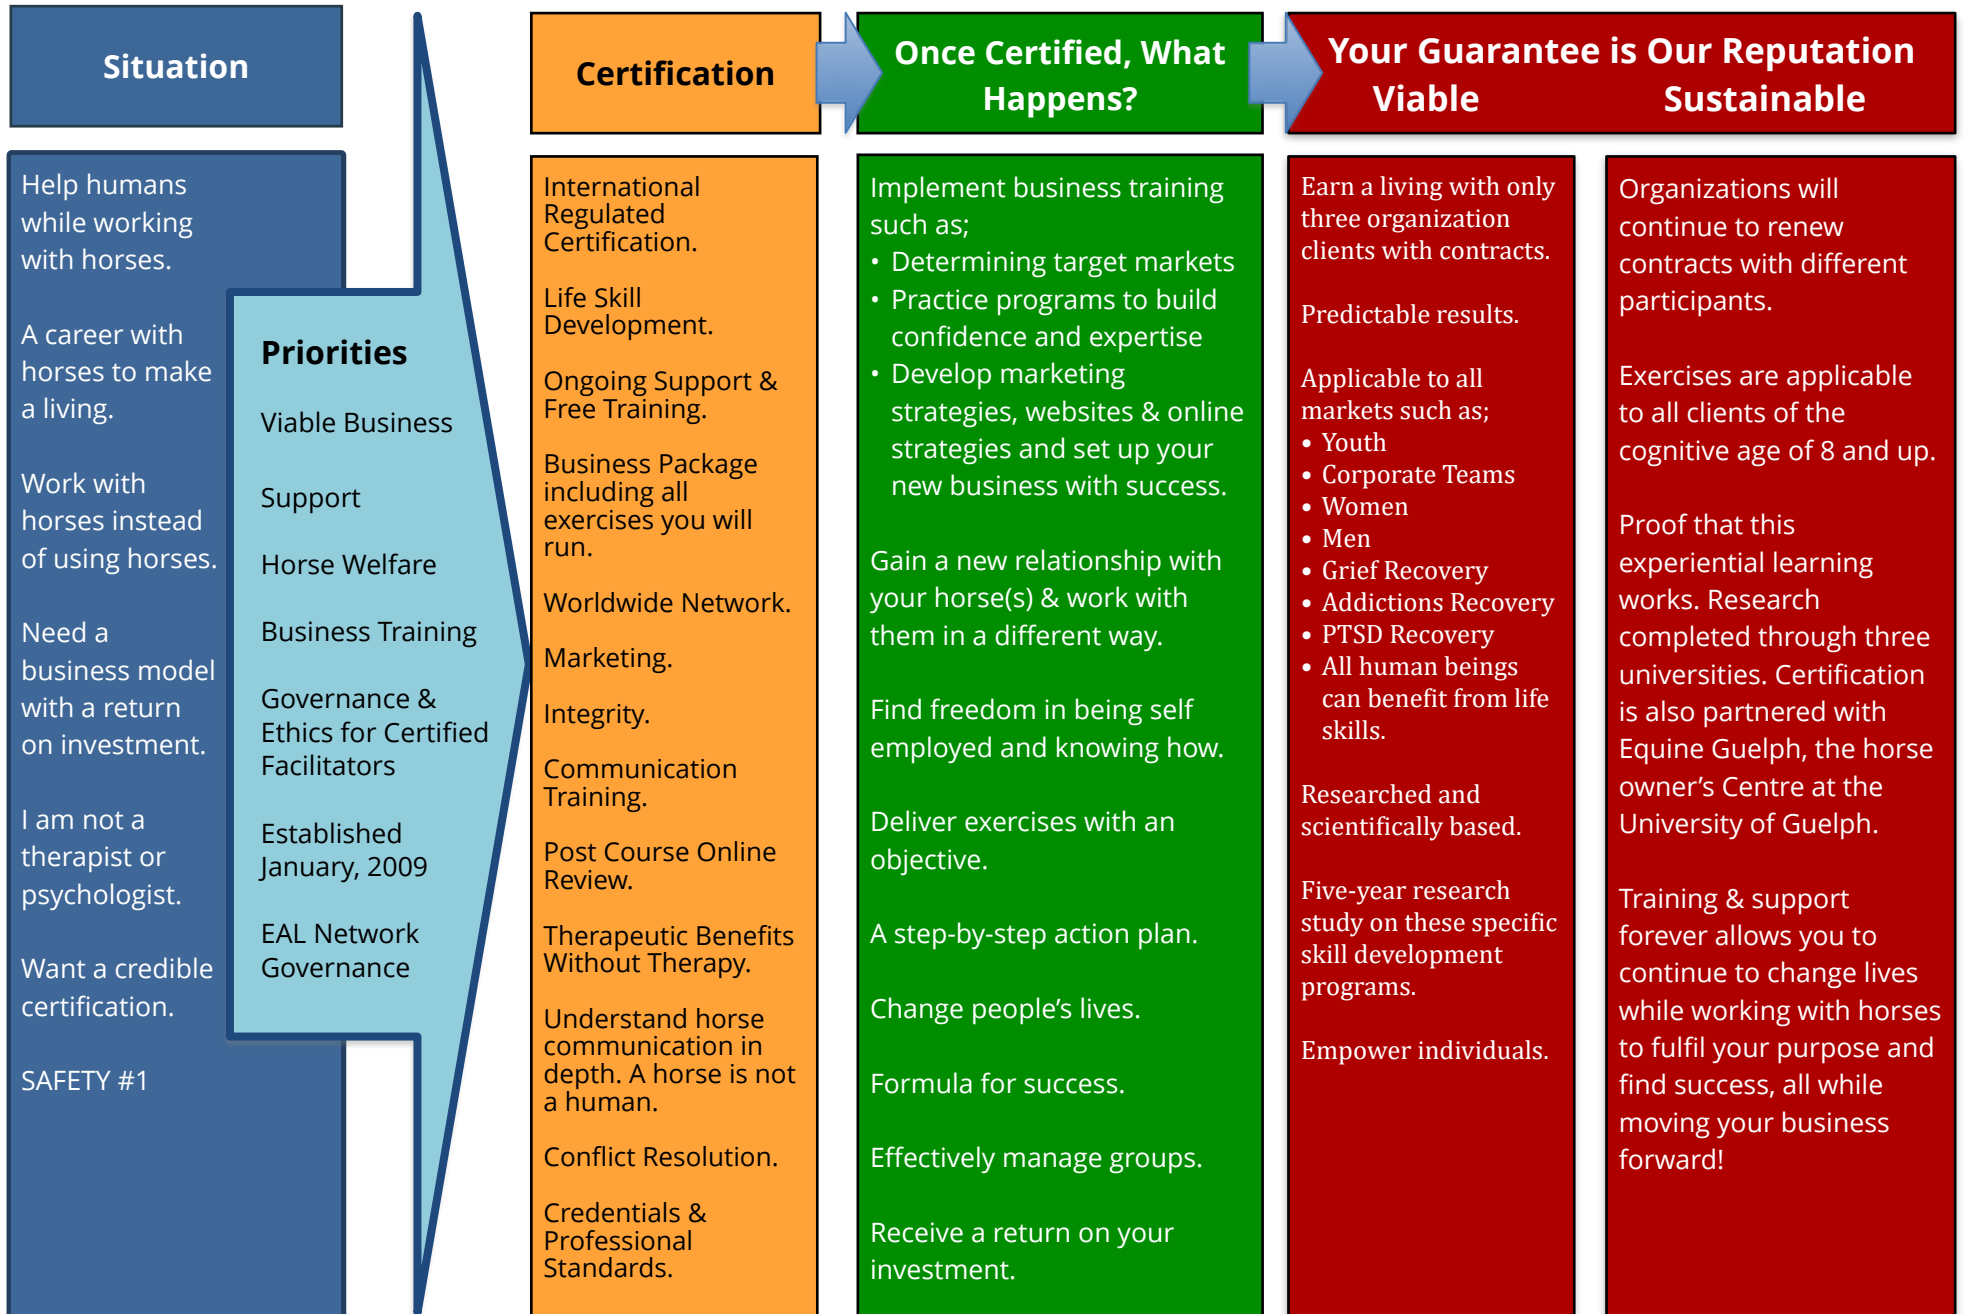 Situation
Help humans
while working
with horses.
A career with
horses to make
a living.
Work with
horses instead
of using horses.
Need a
business model
with a return
on investment.
I am not a
therapist or
psychologist.
Want a credible
certification.
SAFETY #1
Priorities
Viable Business
Support
Horse Welfare
Business Training
Governance &
Ethics for Certified
Facilitators
Established
January, 2009
EAL Network
Governance
Certification
International
Regulated
Certification.
Life Skill
Development.
Ongoing Support &
Free Training.
Business Package
including all
exercises you will
run.
Worldwide Network.
Marketing.
Integrity.
Communication
Training.
Post Course Online
Review.
Therapeutic Benefits
Without Therapy.
Understand horse
communication in
depth. A horse is not
a human.
Conflict Resolution.
Credentials &
Professional
Standards.
Once Certified, What
Happens?
Implement business training
such as;
• Determining target markets
• Practice programs to build
confidence and expertise
• Develop marketing
strategies, websites & online
strategies and set up your
new business with success.
Gain a new relationship with
your horse(s) & work with
them in a different way.
Find freedom in being self
employed and knowing how.
Deliver exercises with an
objective.
A step-by-step action plan.
Change people’s lives.
Formula for success.
Effectively manage groups.
Receive a return on your
investment.
Your Guarantee is Our Reputation
Viable Sustainable
Earn a living with only
three organization
clients with contracts.
Predictable results.
Applicable to all
markets such as;
• Youth
• Corporate Teams
• Women
• Men
• Grief Recovery
• Addictions Recovery
• PTSD Recovery
• All human beings
can benefit from life
skills.
Researched and
scientifically based.
Five-year research
study on these specific
skill development
programs.
Empower individuals.
Organizations will
continue to renew
contracts with different
participants.
Exercises are applicable
to all clients of the
cognitive age of 8 and up.
Proof that this
experiential learning
works. Research
completed through three
universities. Certification
is also partnered with
Equine Guelph, the horse
owner’s Centre at the
University of Guelph.
Training & support
forever allows you to
continue to change lives
while working with horses
to fulfil your purpose and
find success, all while
moving your business
forward!